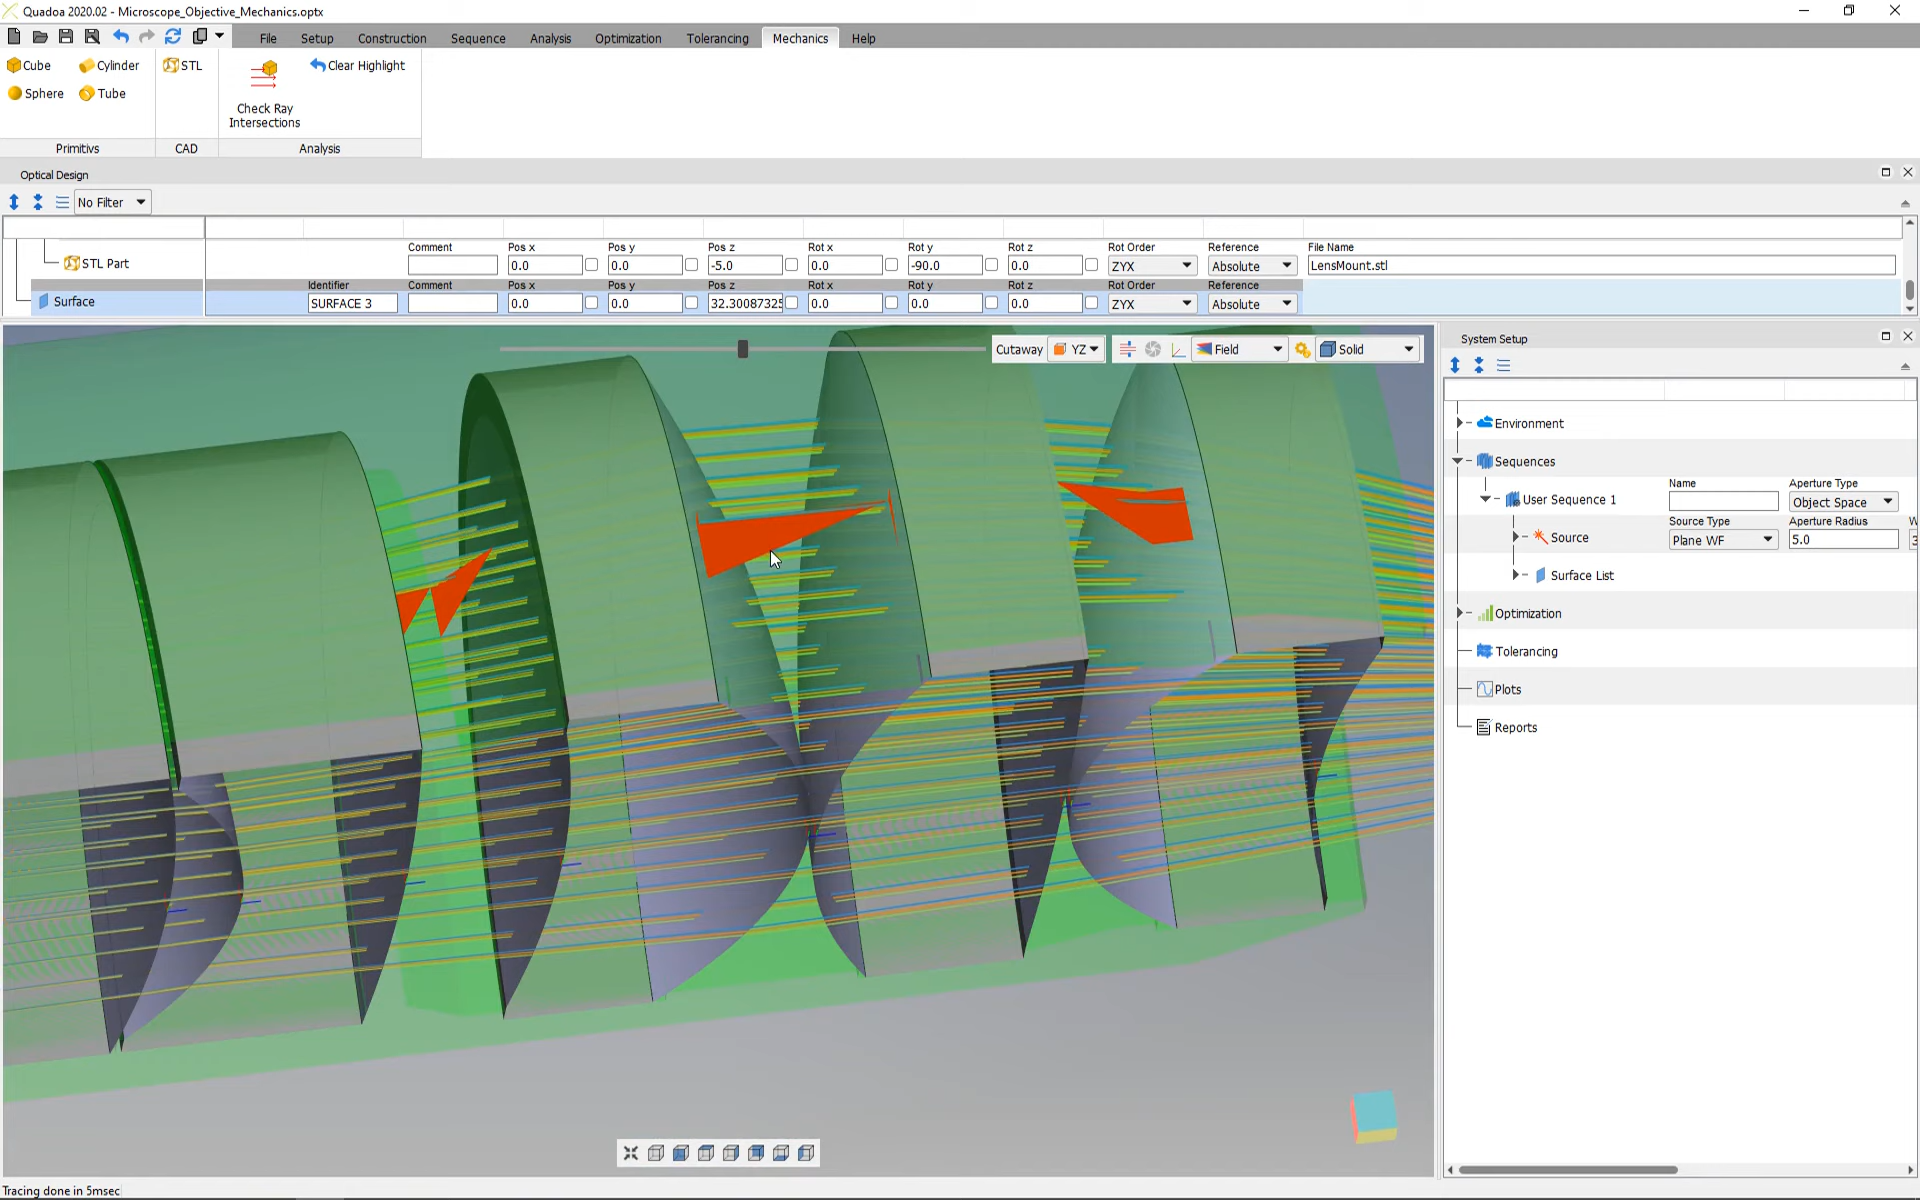 Quadoa 2020.02 - Microscope_Objective_Mechanics.optx
File Setup Construction Sequence Analysis Optimization Tolerancing Mechanics Help
Cube Cylinder STL Clear Highlight
Sphere Tube
Check Ray
Intersections
Primitivs CAD Analysis
Optical Design
No Filter
Comment Pos x Pos y Pos z Rot x Rot y Rot z Rot Order Reference File Name
STL Part 0.0 0.0 -5.0 0.0 -90.0 0.0 ZYX Absolute LensMount.stl
Identifier Comment Pos x Pos y Pos z Rot x Rot y Rot z Rot Order Reference
Surface SURFACE 3 0.0 0.0 32.30087325 0.0 0.0 0.0 ZYX Absolute
Cutaway YZ Field Solid
System Setup
Environment
Sequences
Name Aperture Type
User Sequence 1 Object Space
Source Type Aperture Radius
Source Plane WF 5.0
Surface List
Optimization
Tolerancing
Plots
Reports
Tracing done in 5msec